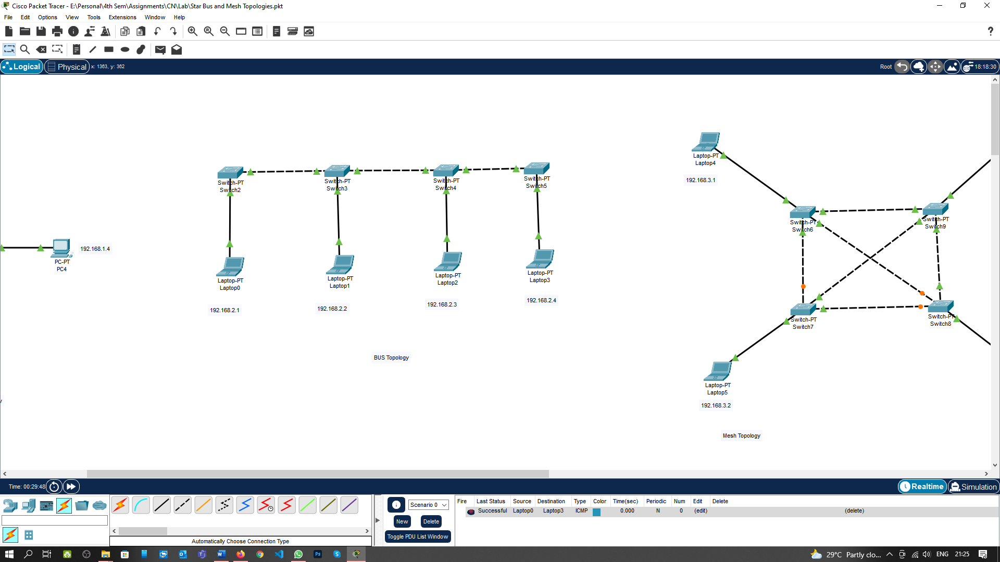 Cisco Packet Tracer - E:\Personal\4th Sem\Assignments\CN\Lab\Star Bus and Mesh Topologies.pkt
File Edit Options View Tools Extensions Window Help
Logical Physical x: 1363, y: 362 Root 18:18:30
Laptop-PT
Laptop4
192.168.3.1
Switch-PT
Switch2
Switch-PT
Switch3
Switch-PT
Switch4
Switch-PT
Switch5
Switch-PT
Switch6
Switch-PT
Switch9
192.168.1.4
PC-PT
PC4
Laptop-PT
Laptop0
Laptop-PT
Laptop1
Laptop-PT
Laptop2
Laptop-PT
Laptop3
192.168.2.1
192.168.2.2
192.168.2.3
192.168.2.4
Switch-PT
Switch7
Switch-PT
Switch8
BUS Topology
Laptop-PT
Laptop5
192.168.3.2
Mesh Topology
Time: 00:29:48 Realtime Simulation
Scenario 0
New Delete
Toggle PDU List Window
Fire Last Status Source Destination Type Color Time(sec) Periodic Num Edit Delete
Successful Laptop0 Laptop3 ICMP 0.000 N 0 (edit) (delete)
Automatically Choose Connection Type
29°C Partly clo... ENG 21:25